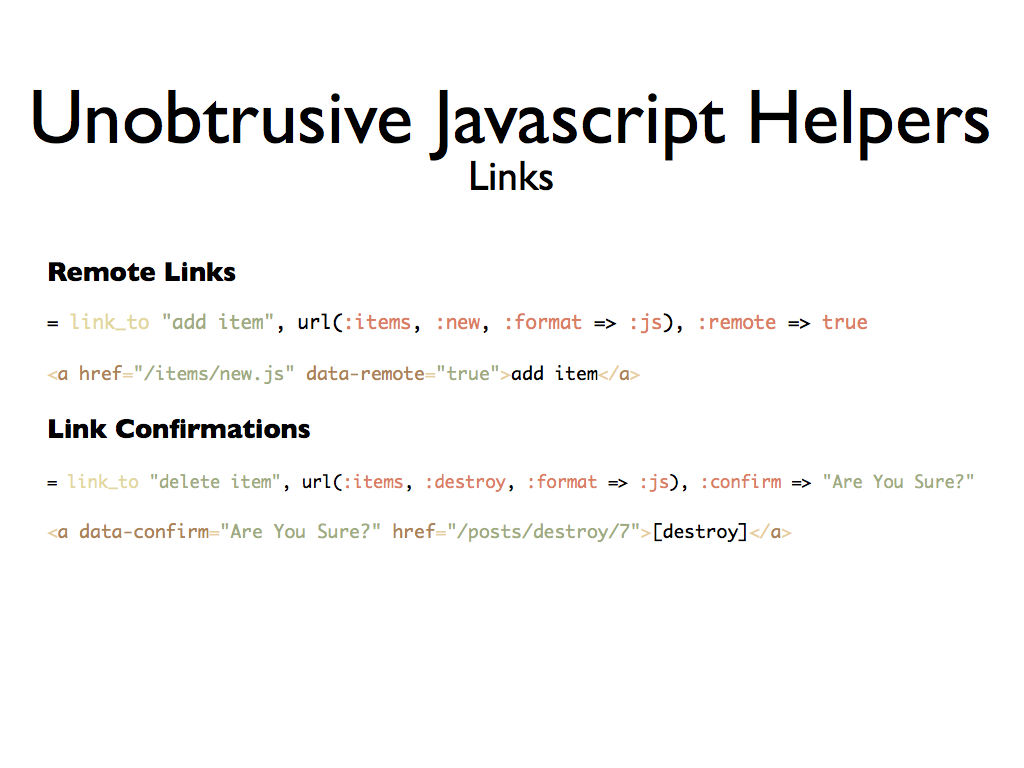 Unobtrusive Javascript Helpers
Links
Remote Links
= link_to "add item", url(:items, :new, :format => :js), :remote => true
<a href="/items/new.js" data-remote="true">add item</a>
Link Confirmations
= link_to "delete item", url(:items, :destroy, :format => :js), :confirm => "Are You Sure?"
<a data-confirm="Are You Sure?" href="/posts/destroy/7">[destroy]</a>